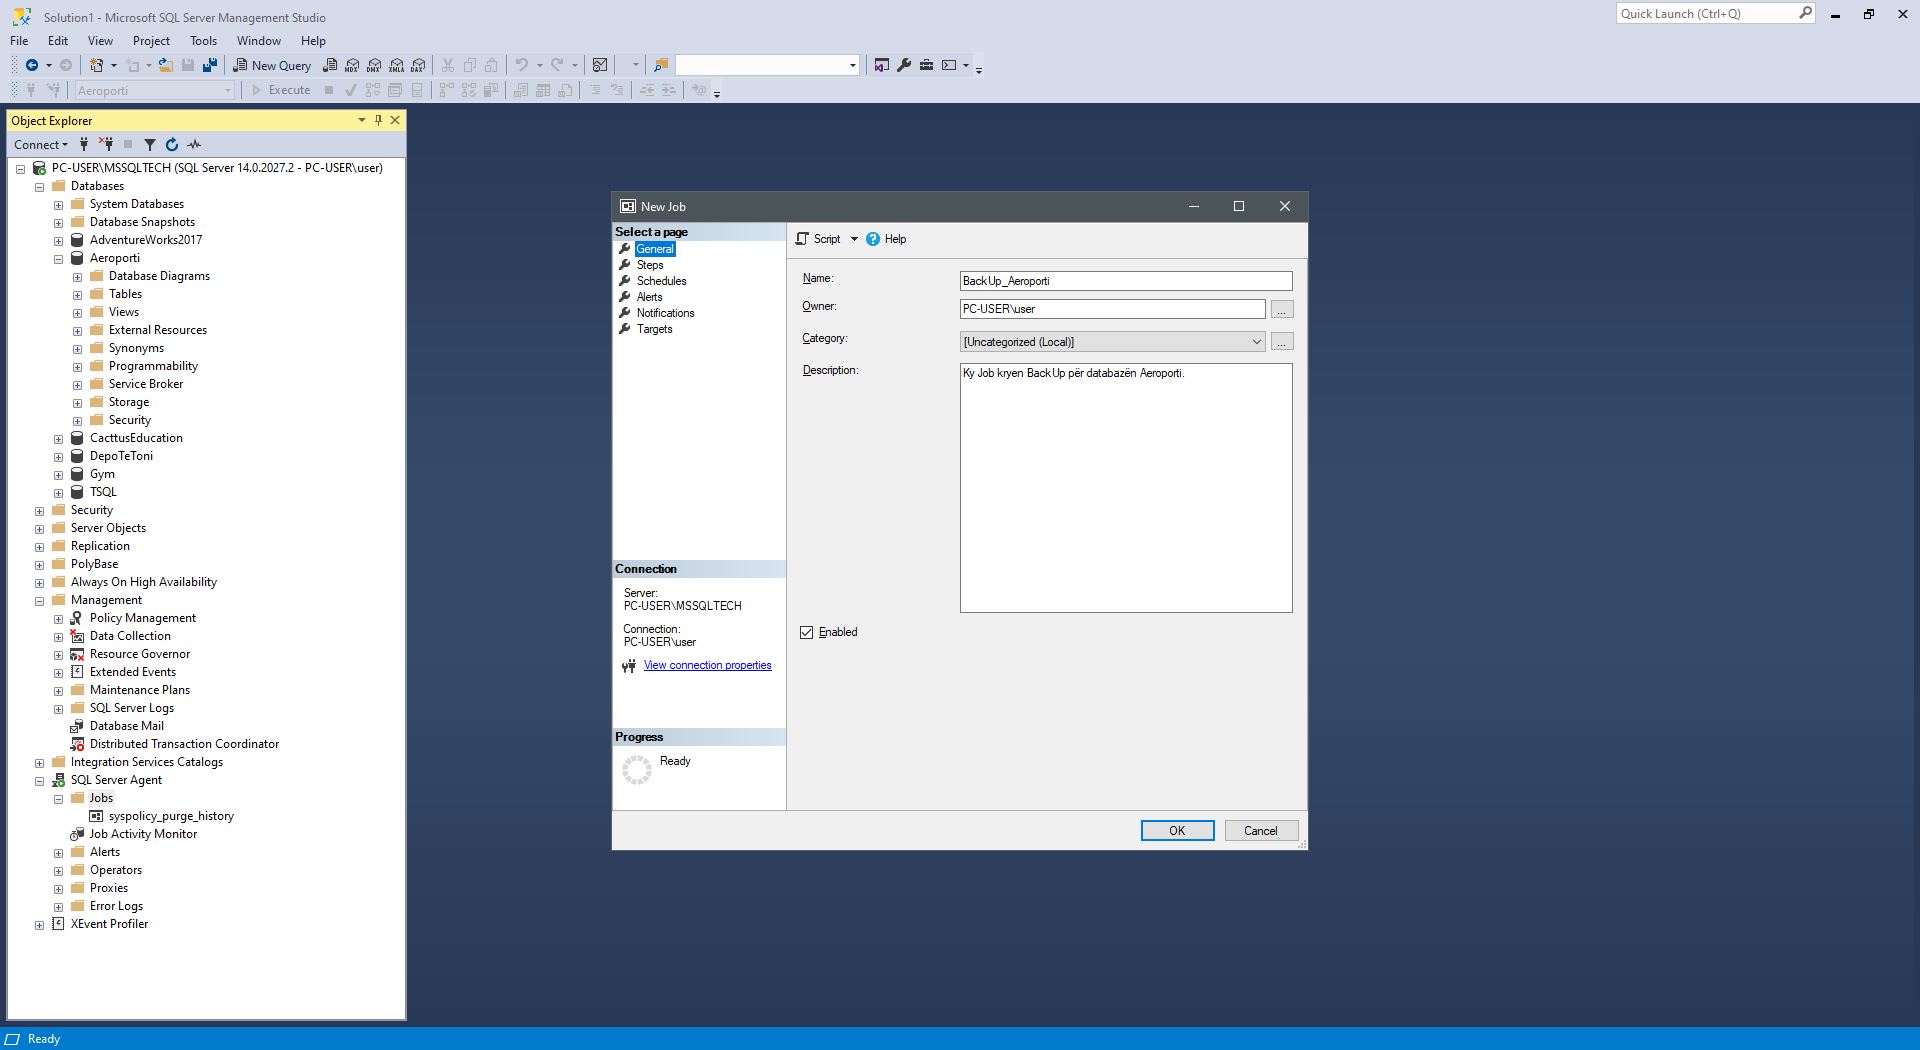 Solution1 - Microsoft SQL Server Management Studio
Quick Launch (Ctrl+Q)
File Edit View Project Tools Window Help
New Query MDX DMX XMLA DAX
Aeroporti Execute
Object Explorer
Connect
PC-USER\MSSQLTECH (SQL Server 14.0.2027.2 - PC-USER\user)
Databases
System Databases
Database Snapshots
AdventureWorks2017
Aeroporti
Database Diagrams
Tables
Views
External Resources
Synonyms
Programmability
Service Broker
Storage
Security
CacttusEducation
DepoTeToni
Gym
TSQL
Security
Server Objects
Replication
PolyBase
Always On High Availability
Management
Policy Management
Data Collection
Resource Governor
Extended Events
Maintenance Plans
SQL Server Logs
Database Mail
Distributed Transaction Coordinator
Integration Services Catalogs
SQL Server Agent
Jobs
syspolicy_purge_history
Job Activity Monitor
Alerts
Operators
Proxies
Error Logs
XEvent Profiler
New Job
Select a page
General
Steps
Schedules
Alerts
Notifications
Targets
Connection
Server:
PC-USER\MSSQLTECH
Connection:
PC-USER\user
View connection properties
Progress
Ready
Script Help
Name: BackUp_Aeroporti
Owner: PC-USER\user ...
Category: [Uncategorized (Local)] ...
Description: Ky Job kryen BackUp për databazën Aeroporti.
Enabled
OK Cancel
Ready